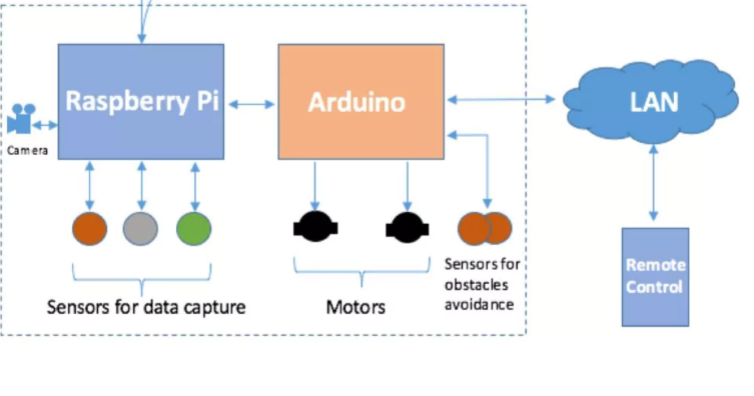 Raspberry Pi
Arduino
LAN
Camera
Sensors for data capture
Motors
Sensors for
obstacles
avoidance
Remote
Control